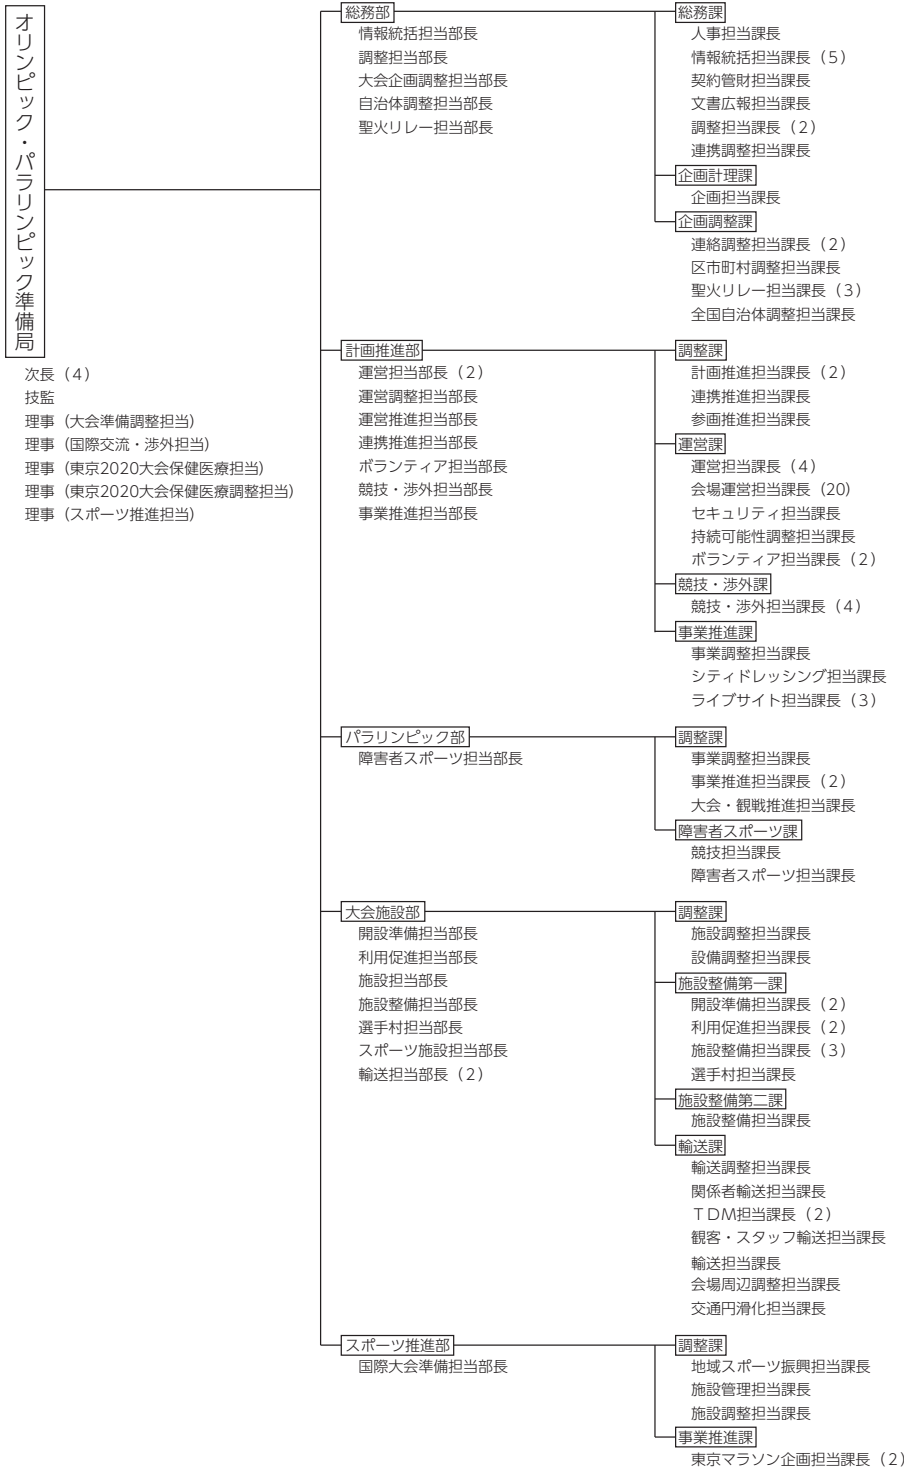 オリンピック・パラリンピック準備局
次長（４）
技監
理事（大会準備調整担当）
理事（国際交流・渉外担当）
理事（東京2020大会保健医療担当）
理事（東京2020大会保健医療調整担当）
理事（スポーツ推進担当）
総務部
情報統括担当部長
調整担当部長
大会企画調整担当部長
自治体調整担当部長
聖火リレー担当部長
総務課
人事担当課長
情報統括担当課長（５）
契約管財担当課長
文書広報担当課長
調整担当課長（２）
連携調整担当課長
企画計理課
企画担当課長
企画調整課
連絡調整担当課長（２）
区市町村調整担当課長
聖火リレー担当課長（３）
全国自治体調整担当課長
計画推進部
運営担当部長（２）
運営調整担当部長
運営推進担当部長
連携推進担当部長
ボランティア担当部長
競技・渉外担当部長
事業推進担当部長
調整課
計画推進担当課長（２）
連携推進担当課長
参画推進担当課長
運営課
運営担当課長（４）
会場運営担当課長（20）
セキュリティ担当課長
持続可能性調整担当課長
ボランティア担当課長（２）
競技・渉外課
競技・渉外担当課長（４）
事業推進課
事業調整担当課長
シティドレッシング担当課長
ライブサイト担当課長（３）
パラリンピック部
障害者スポーツ担当部長
調整課
事業調整担当課長
事業推進担当課長（２）
大会・観戦推進担当課長
障害者スポーツ課
競技担当課長
障害者スポーツ担当課長
大会施設部
開設準備担当部長
利用促進担当部長
施設担当部長
施設整備担当部長
選手村担当部長
スポーツ施設担当部長
輸送担当部長（２）
調整課
施設調整担当課長
設備調整担当課長
施設整備第一課
開設準備担当課長（２）
利用促進担当課長（２）
施設整備担当課長（３）
選手村担当課長
施設整備第二課
施設整備担当課長
輸送課
輸送調整担当課長
関係者輸送担当課長
ＴＤＭ担当課長（２）
観客・スタッフ輸送担当課長
輸送担当課長
会場周辺調整担当課長
交通円滑化担当課長
スポーツ推進部
国際大会準備担当部長
調整課
地域スポーツ振興担当課長
施設管理担当課長
施設調整担当課長
事業推進課
東京マラソン企画担当課長（２）